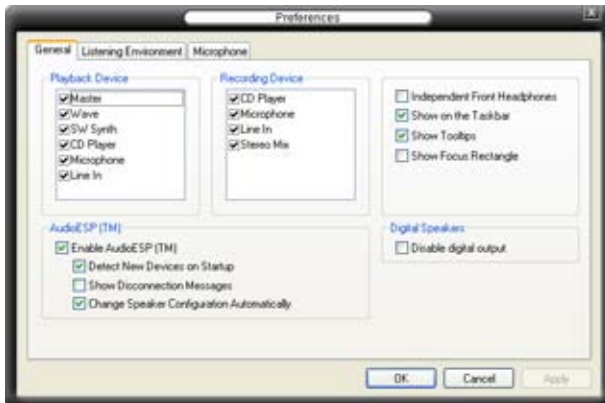 Preferences
General
Listening Environment
Microphone
Playback Device
Master
Wave
SW Synth
CD Player
Microphone
Line In
Recording Device
CD Player
Microphone
Line In
Stereo Mix
Independent Front Headphones
Show on the Taskbar
Show Tooltips
Show Focus Rectangle
AudioESP (TM)
Enable AudioESP (TM)
Detect New Devices on Startup
Show Disconnection Messages
Change Speaker Configuration Automatically
Digital Speakers
Disable digital output
OK
Cancel
Apply